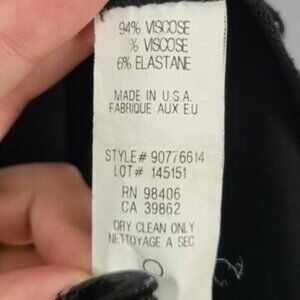 94% VISCOSE
% VISCOSE
6% ELASTANE
MADE IN U.S.A.
FABRIQUE AUX E.U
STYLE# 90776614
LOT# 145151
RN 98406
CA 39862
DRY CLEAN ONLY
NETTOYAGE A SEC